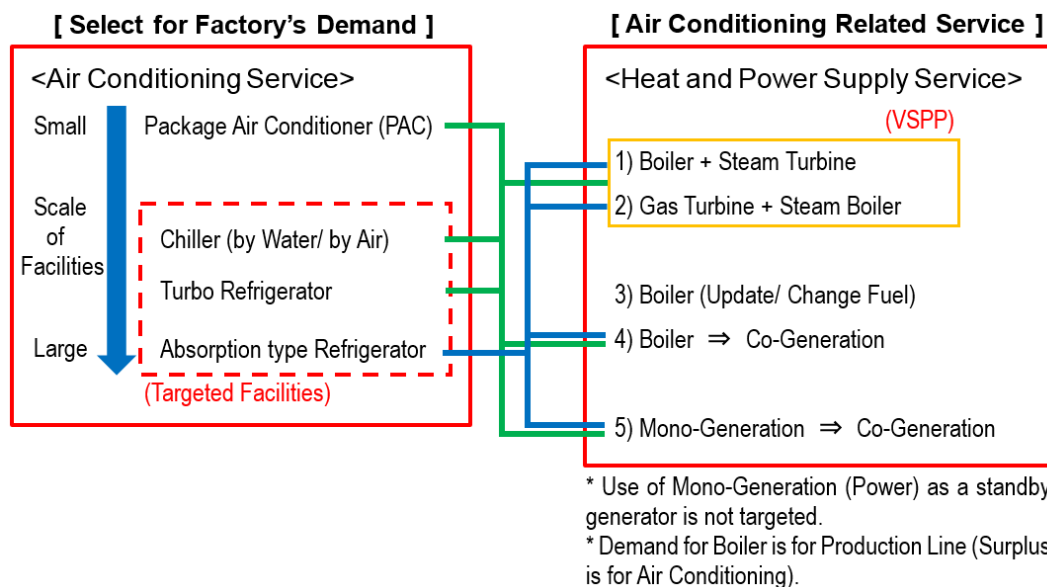 [ Select for Factory's Demand ]
<Air Conditioning Service>
Small
Package Air Conditioner (PAC)
Scale
of
Facilities
Chiller (by Water/ by Air)
Turbo Refrigerator
Large
Absorption type Refrigerator
(Targeted Facilities)
[ Air Conditioning Related Service ]
<Heat and Power Supply Service>
(VSPP)
1) Boiler + Steam Turbine
2) Gas Turbine + Steam Boiler
3) Boiler (Update/ Change Fuel)
4) Boiler ⇒ Co-Generation
5) Mono-Generation ⇒ Co-Generation
* Use of Mono-Generation (Power) as a standby
generator is not targeted.
* Demand for Boiler is for Production Line (Surplus
is for Air Conditioning).